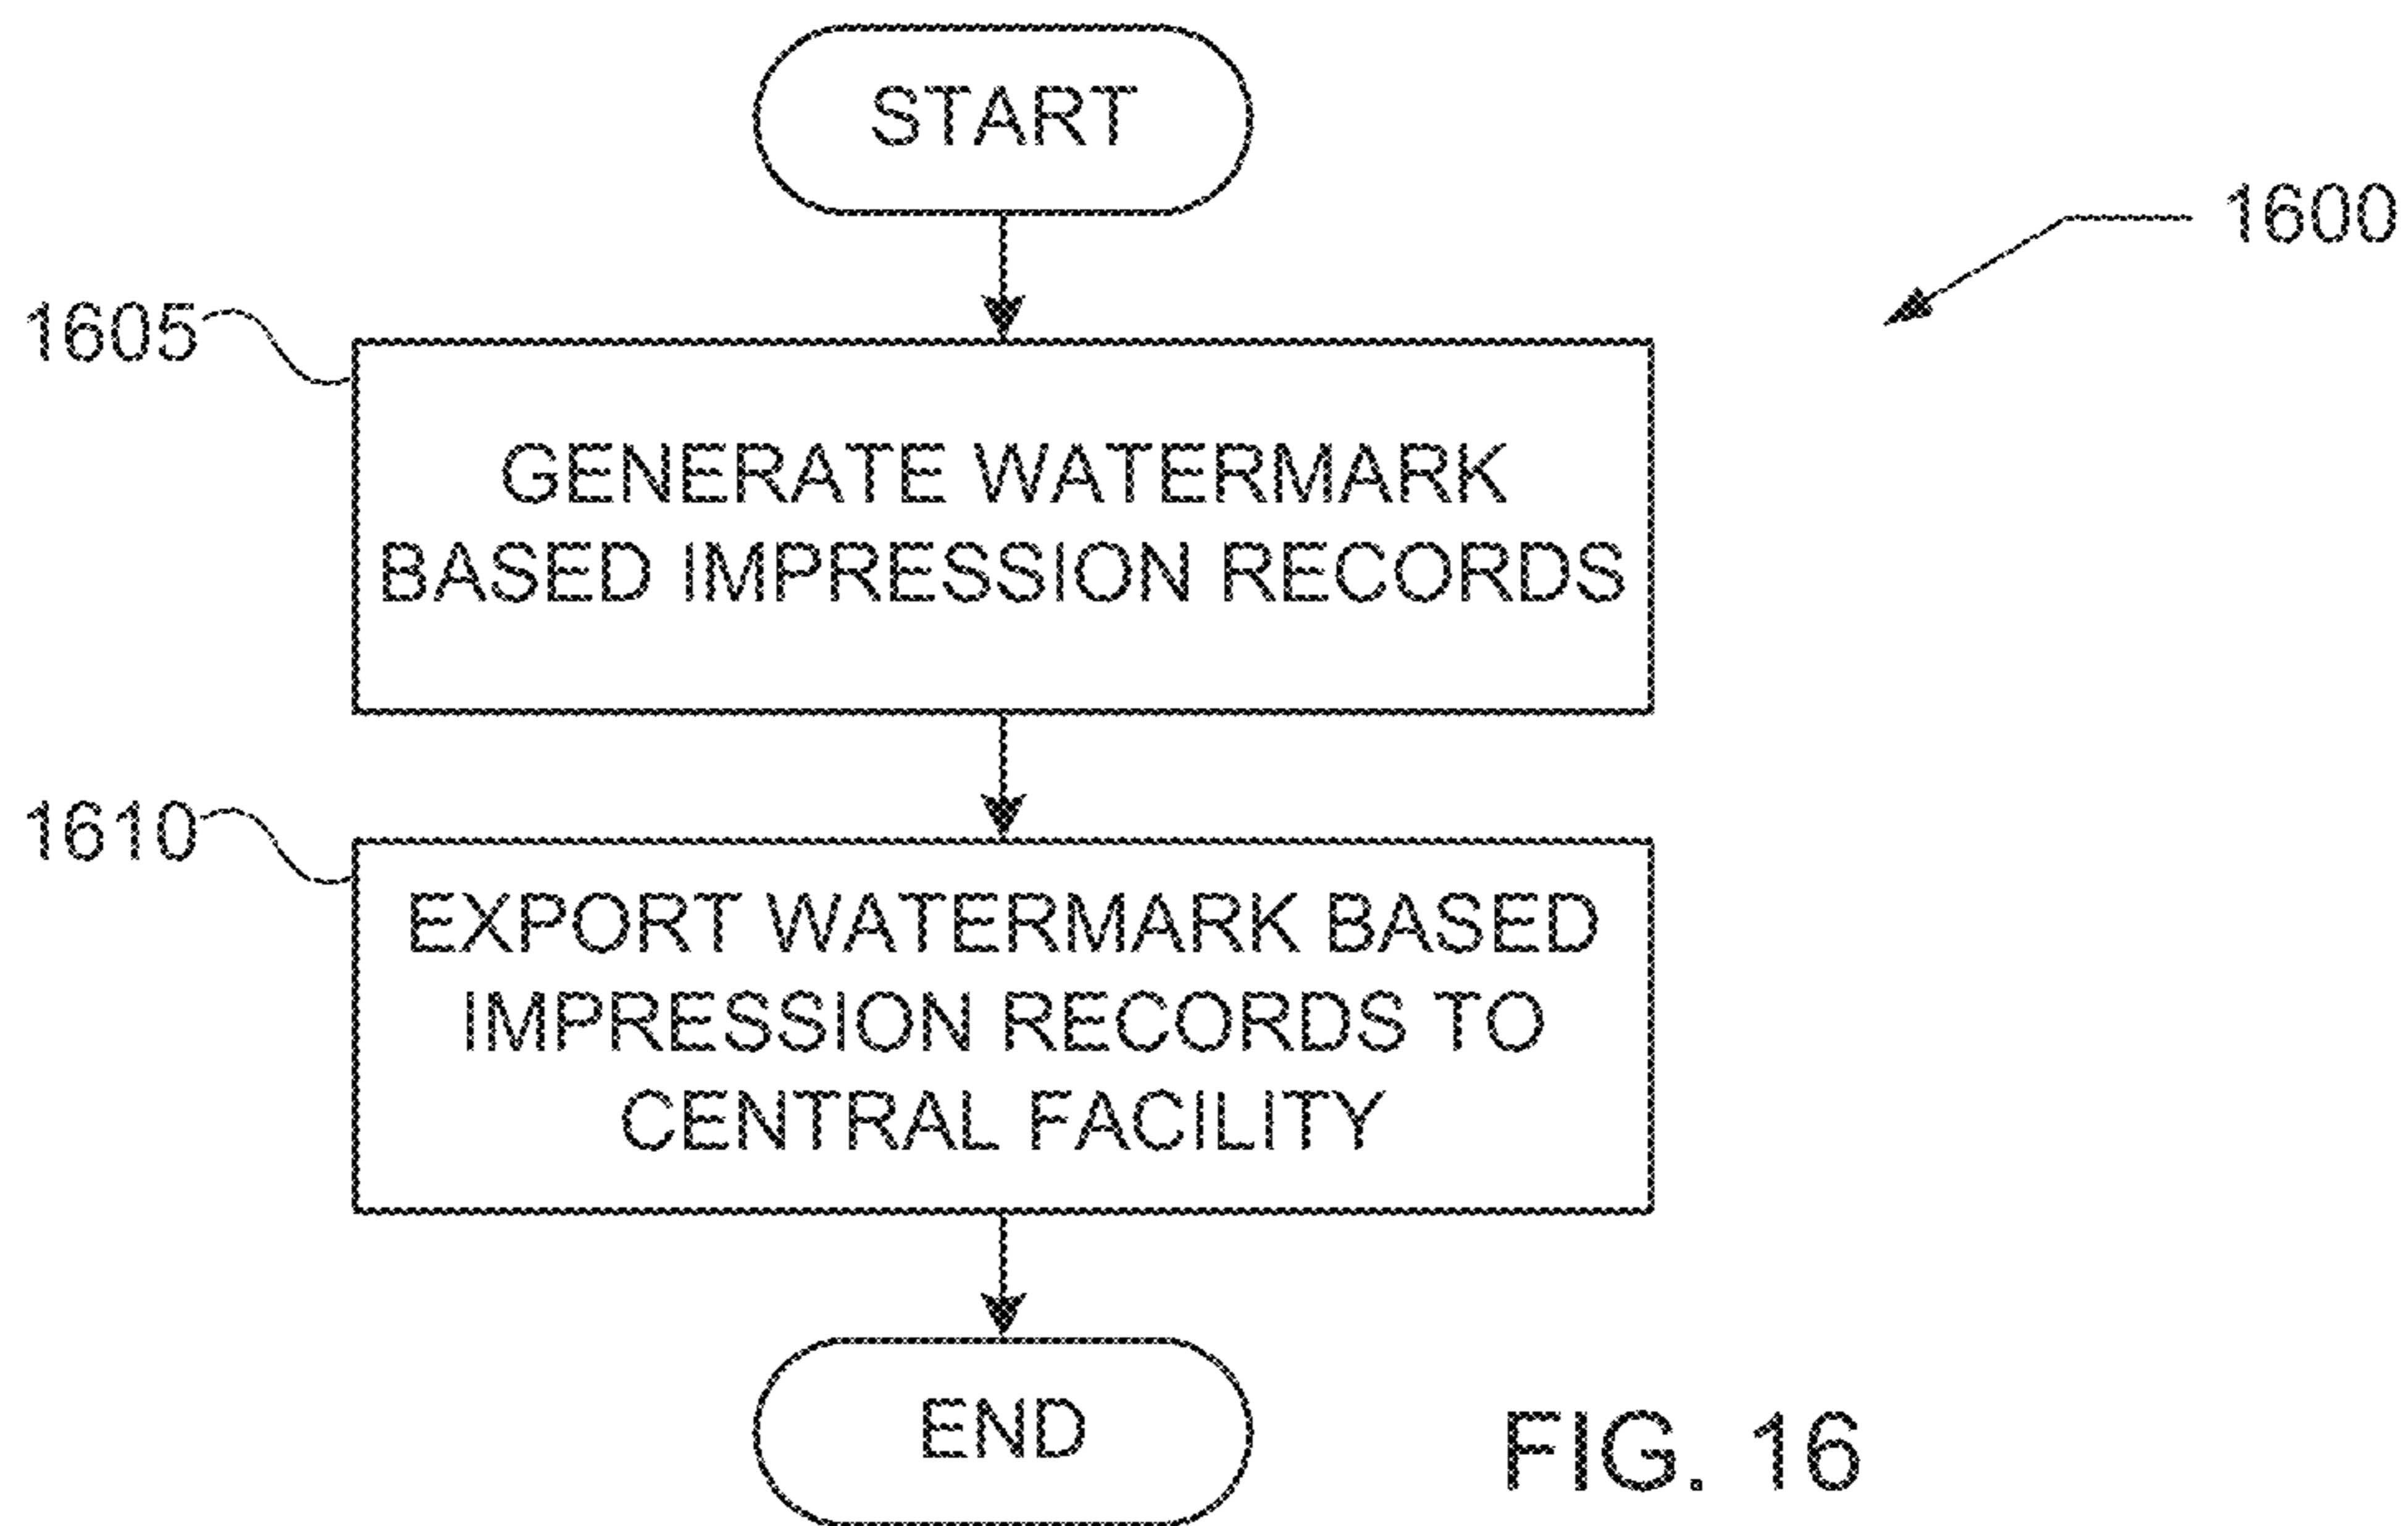 START
1600
1605
GENERATE WATERMARK
BASED IMPRESSION RECORDS
1610
EXPORT WATERMARK BASED
IMPRESSION RECORDS TO
CENTRAL FACILITY
END
FIG. 16